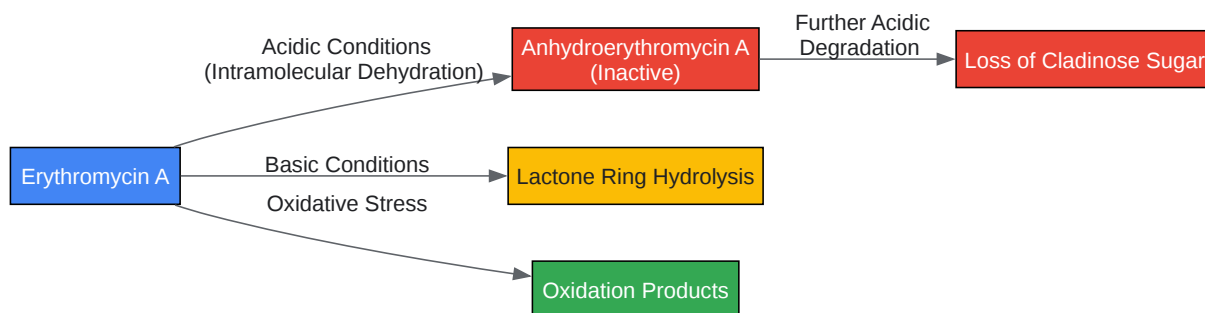 Acidic Conditions
(Intramolecular Dehydration)
Anhydroerythromycin A
(Inactive)
Further Acidic
Degradation
Loss of Cladinose Sugar
Erythromycin A
Basic Conditions
Lactone Ring Hydrolysis
Oxidative Stress
Oxidation Products